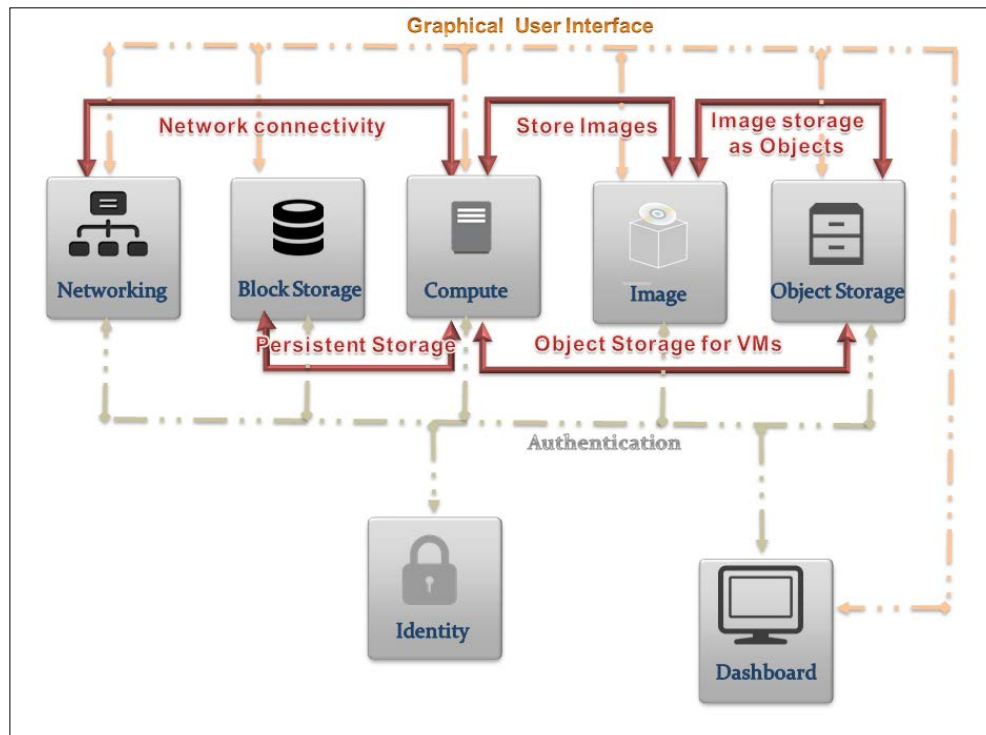 Graphical User Interface
Network connectivity
Store Images
Image storage
as Objects
Networking
Block Storage
Compute
Image
Object Storage
Persistent Storage
Object Storage for VMs
Authentication
Identity
Dashboard